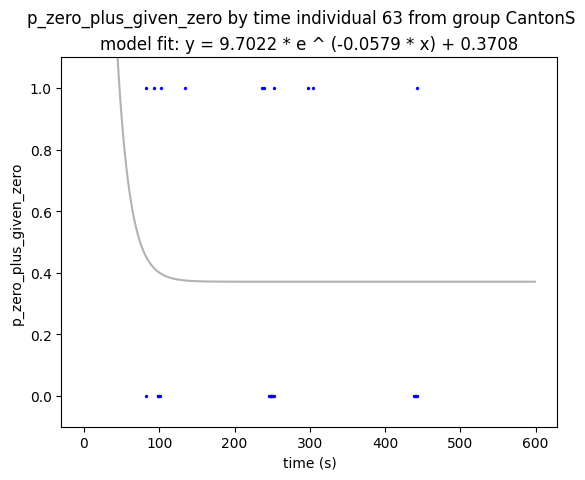 p_zero_plus_given_zero by time individual 63 from group CantonS
model fit: y = 9.7022 * e ^ (-0.0579 * x) + 0.3708
p_zero_plus_given_zero
1.0
0.8
0.6
0.4
0.2
0.0
0 100 200 300 400 500 600
time (s)